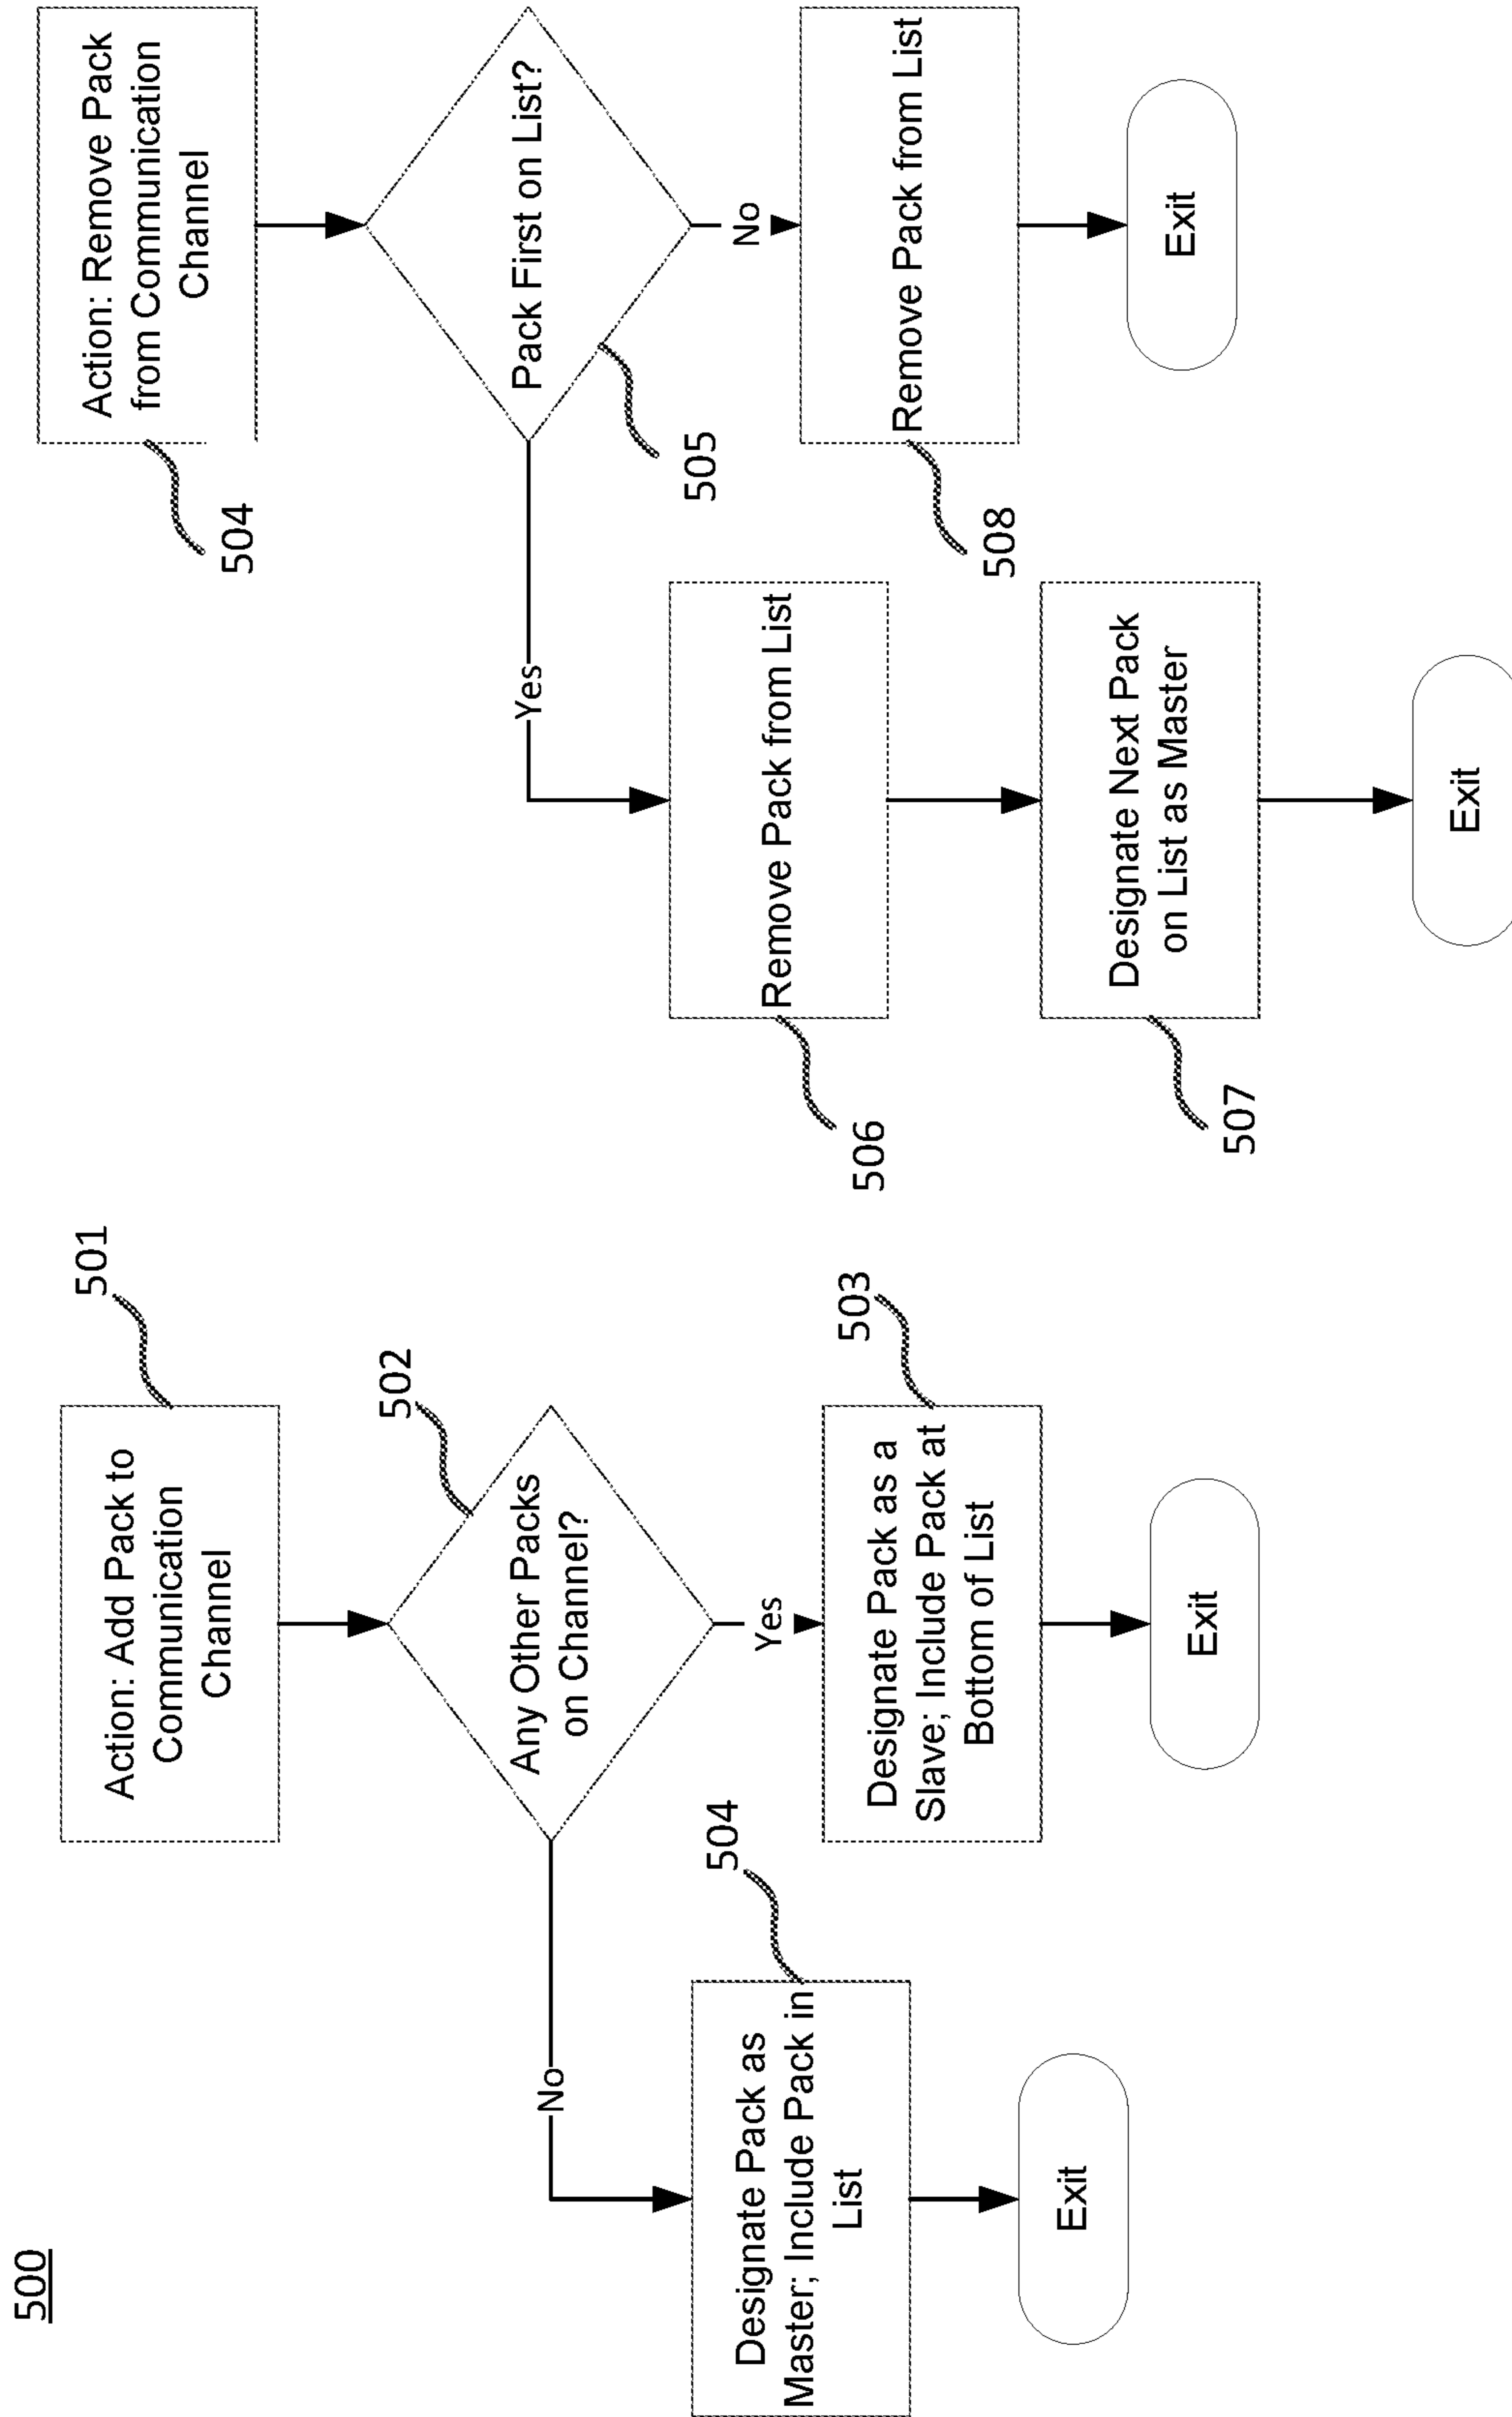 500
Action: Add Pack to
Communication
Channel
501
Any Other Packs
on Channel?
502
No
Yes
Designate Pack as
Master; Include Pack in
List
504
Designate Pack as a
Slave; Include Pack at
Bottom of List
503
Exit
Exit
Action: Remove Pack
from Communication
Channel
504
Pack First on List?
505
Yes
No
Remove Pack from List
506
Remove Pack from List
508
Designate Next Pack
on List as Master
507
Exit
Exit